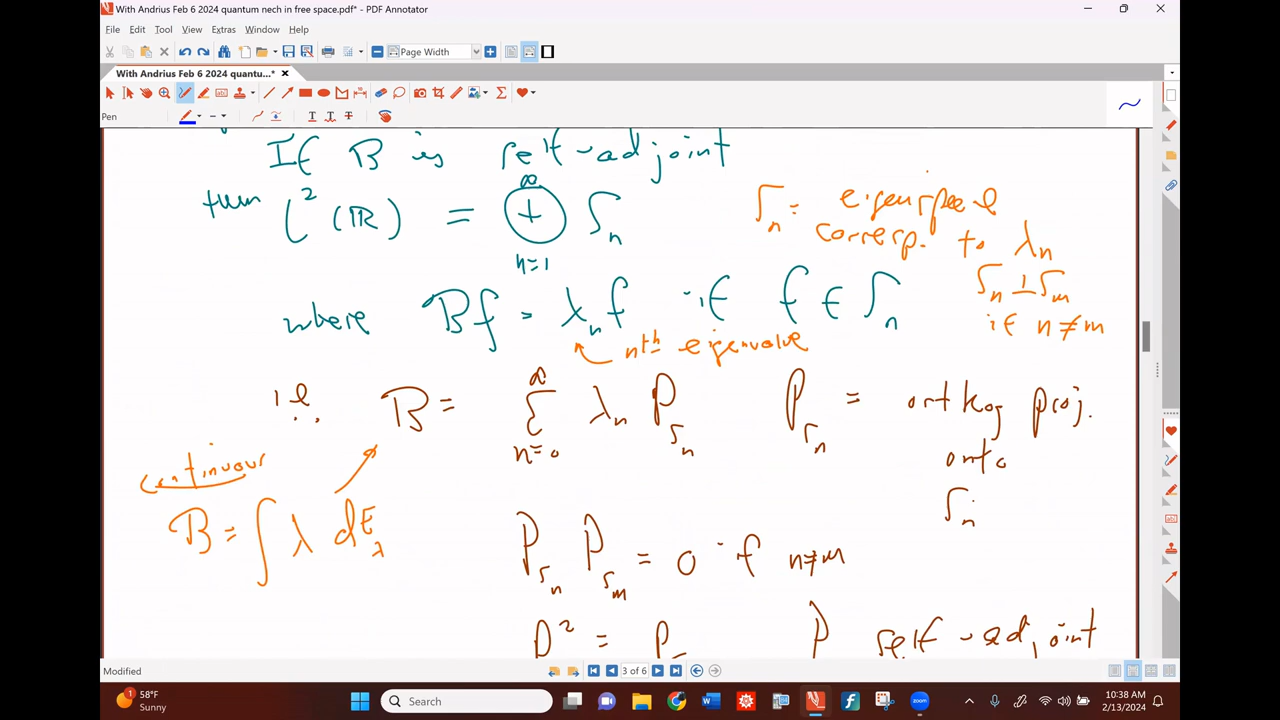 With Andrius Feb 6 2024 quantum nech in free space.pdf* - PDF Annotator
File Edit Tool View Extras Window Help
Page Width
With Andrius Feb 6 2024 quantu...*
Pen
If B is self-adjoint
then L²(ℝ) = ⊕_{n=1}^∞ S_n
S_n = eigenspace
corresp. to λ_n
S_n ⊥ S_m
if n ≠ m
where Bf = λ_n f if f ∈ S_n
nth eigenvalue
i.e. B = Σ_{n=0}^∞ λ_n P_{S_n} P_{S_n} = orthog proj.
onto
S_n
continuous
B = ∫ λ dE_λ
P_{S_n} P_{S_m} = 0 if n≠m
P² = P P self-adjoint
Modified
3 of 6
58°F
Sunny
Search
10:38 AM
2/13/2024